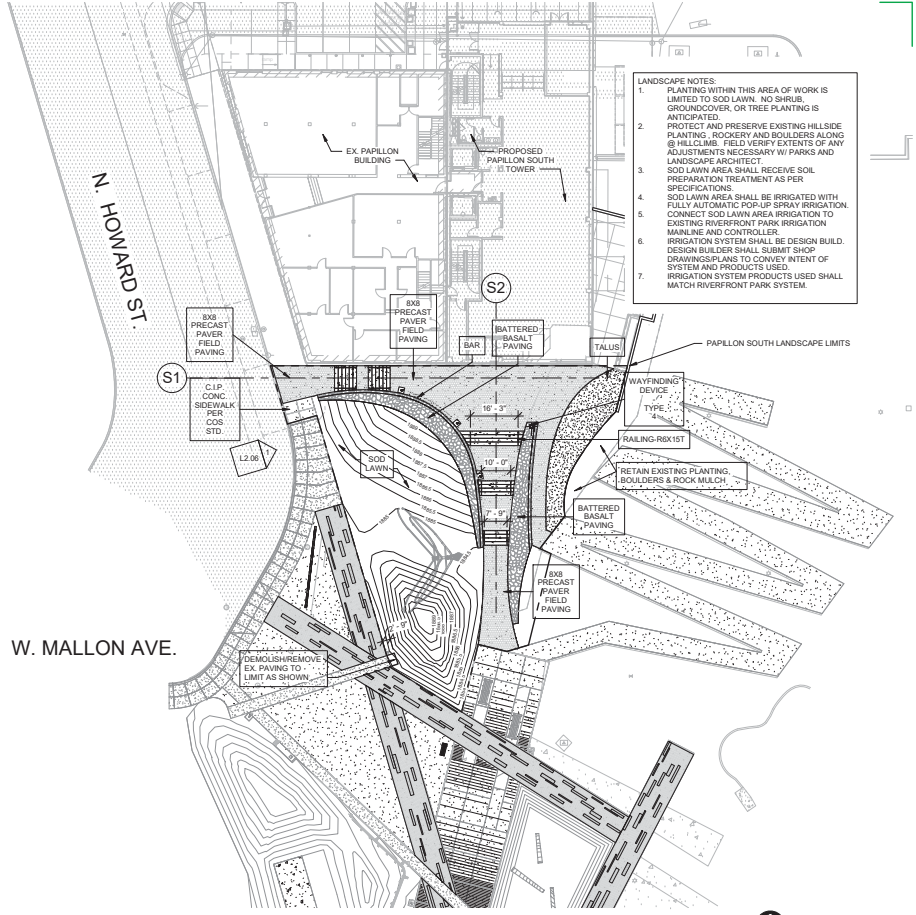 LANDSCAPE NOTES:
1. PLANTING WITHIN THIS AREA OF WORK IS
LIMITED TO SOD LAWN. NO SHRUB,
GROUNDCOVER, OR TREE PLANTING IS
ANTICIPATED.
2. PROTECT AND PRESERVE EXISTING HILLSIDE
PLANTING , ROCKERY AND BOULDERS ALONG
@ HILLCLIMB. FIELD VERIFY EXTENTS OF ANY
ADJUSTMENTS NECESSARY W/ PARKS AND
LANDSCAPE ARCHITECT.
3. SOD LAWN AREA SHALL RECEIVE SOIL
PREPARATION TREATMENT AS PER
SPECIFICATIONS.
4. SOD LAWN AREA SHALL BE IRRIGATED WITH
FULLY AUTOMATIC POP-UP SPRAY IRRIGATION.
5. CONNECT SOD LAWN AREA IRRIGATION TO
EXISTING RIVERFRONT PARK IRRIGATION
MAINLINE AND CONTROLLER.
6. IRRIGATION SYSTEM SHALL BE DESIGN BUILD.
DESIGN BUILDER SHALL SUBMIT SHOP
DRAWINGS/PLANS TO CONVEY INTENT OF
SYSTEM AND PRODUCTS USED.
7. IRRIGATION SYSTEM PRODUCTS USED SHALL
MATCH RIVERFRONT PARK SYSTEM.
EX. PAPILLON
BUILDING
PROPOSED
PAPILLON SOUTH
TOWER
N. HOWARD ST.
S2
8X8
PRECAST
PAVER
FIELD
PAVING
8X8
PRECAST
PAVER
FIELD
PAVING
BAR
BATTERED
BASALT
PAVING
TALUS
PAPILLON SOUTH LANDSCAPE LIMITS
S1
C.I.P.
CONC.
SIDEWALK
PER
COS
STD.
WAYFINDING
DEVICE
TYPE
4
16' - 3"
RAILING-R6X15T
1
L2.06
SOD
LAWN
10' - 0"
RETAIN EXISTING PLANTING,
BOULDERS & ROCK MULCH
7' - 9"
BATTERED
BASALT
PAVING
8X8
PRECAST
PAVER
FIELD
PAVING
W. MALLON AVE.
DEMOLISH/REMOVE
EX. PAVING TO
LIMIT AS SHOWN